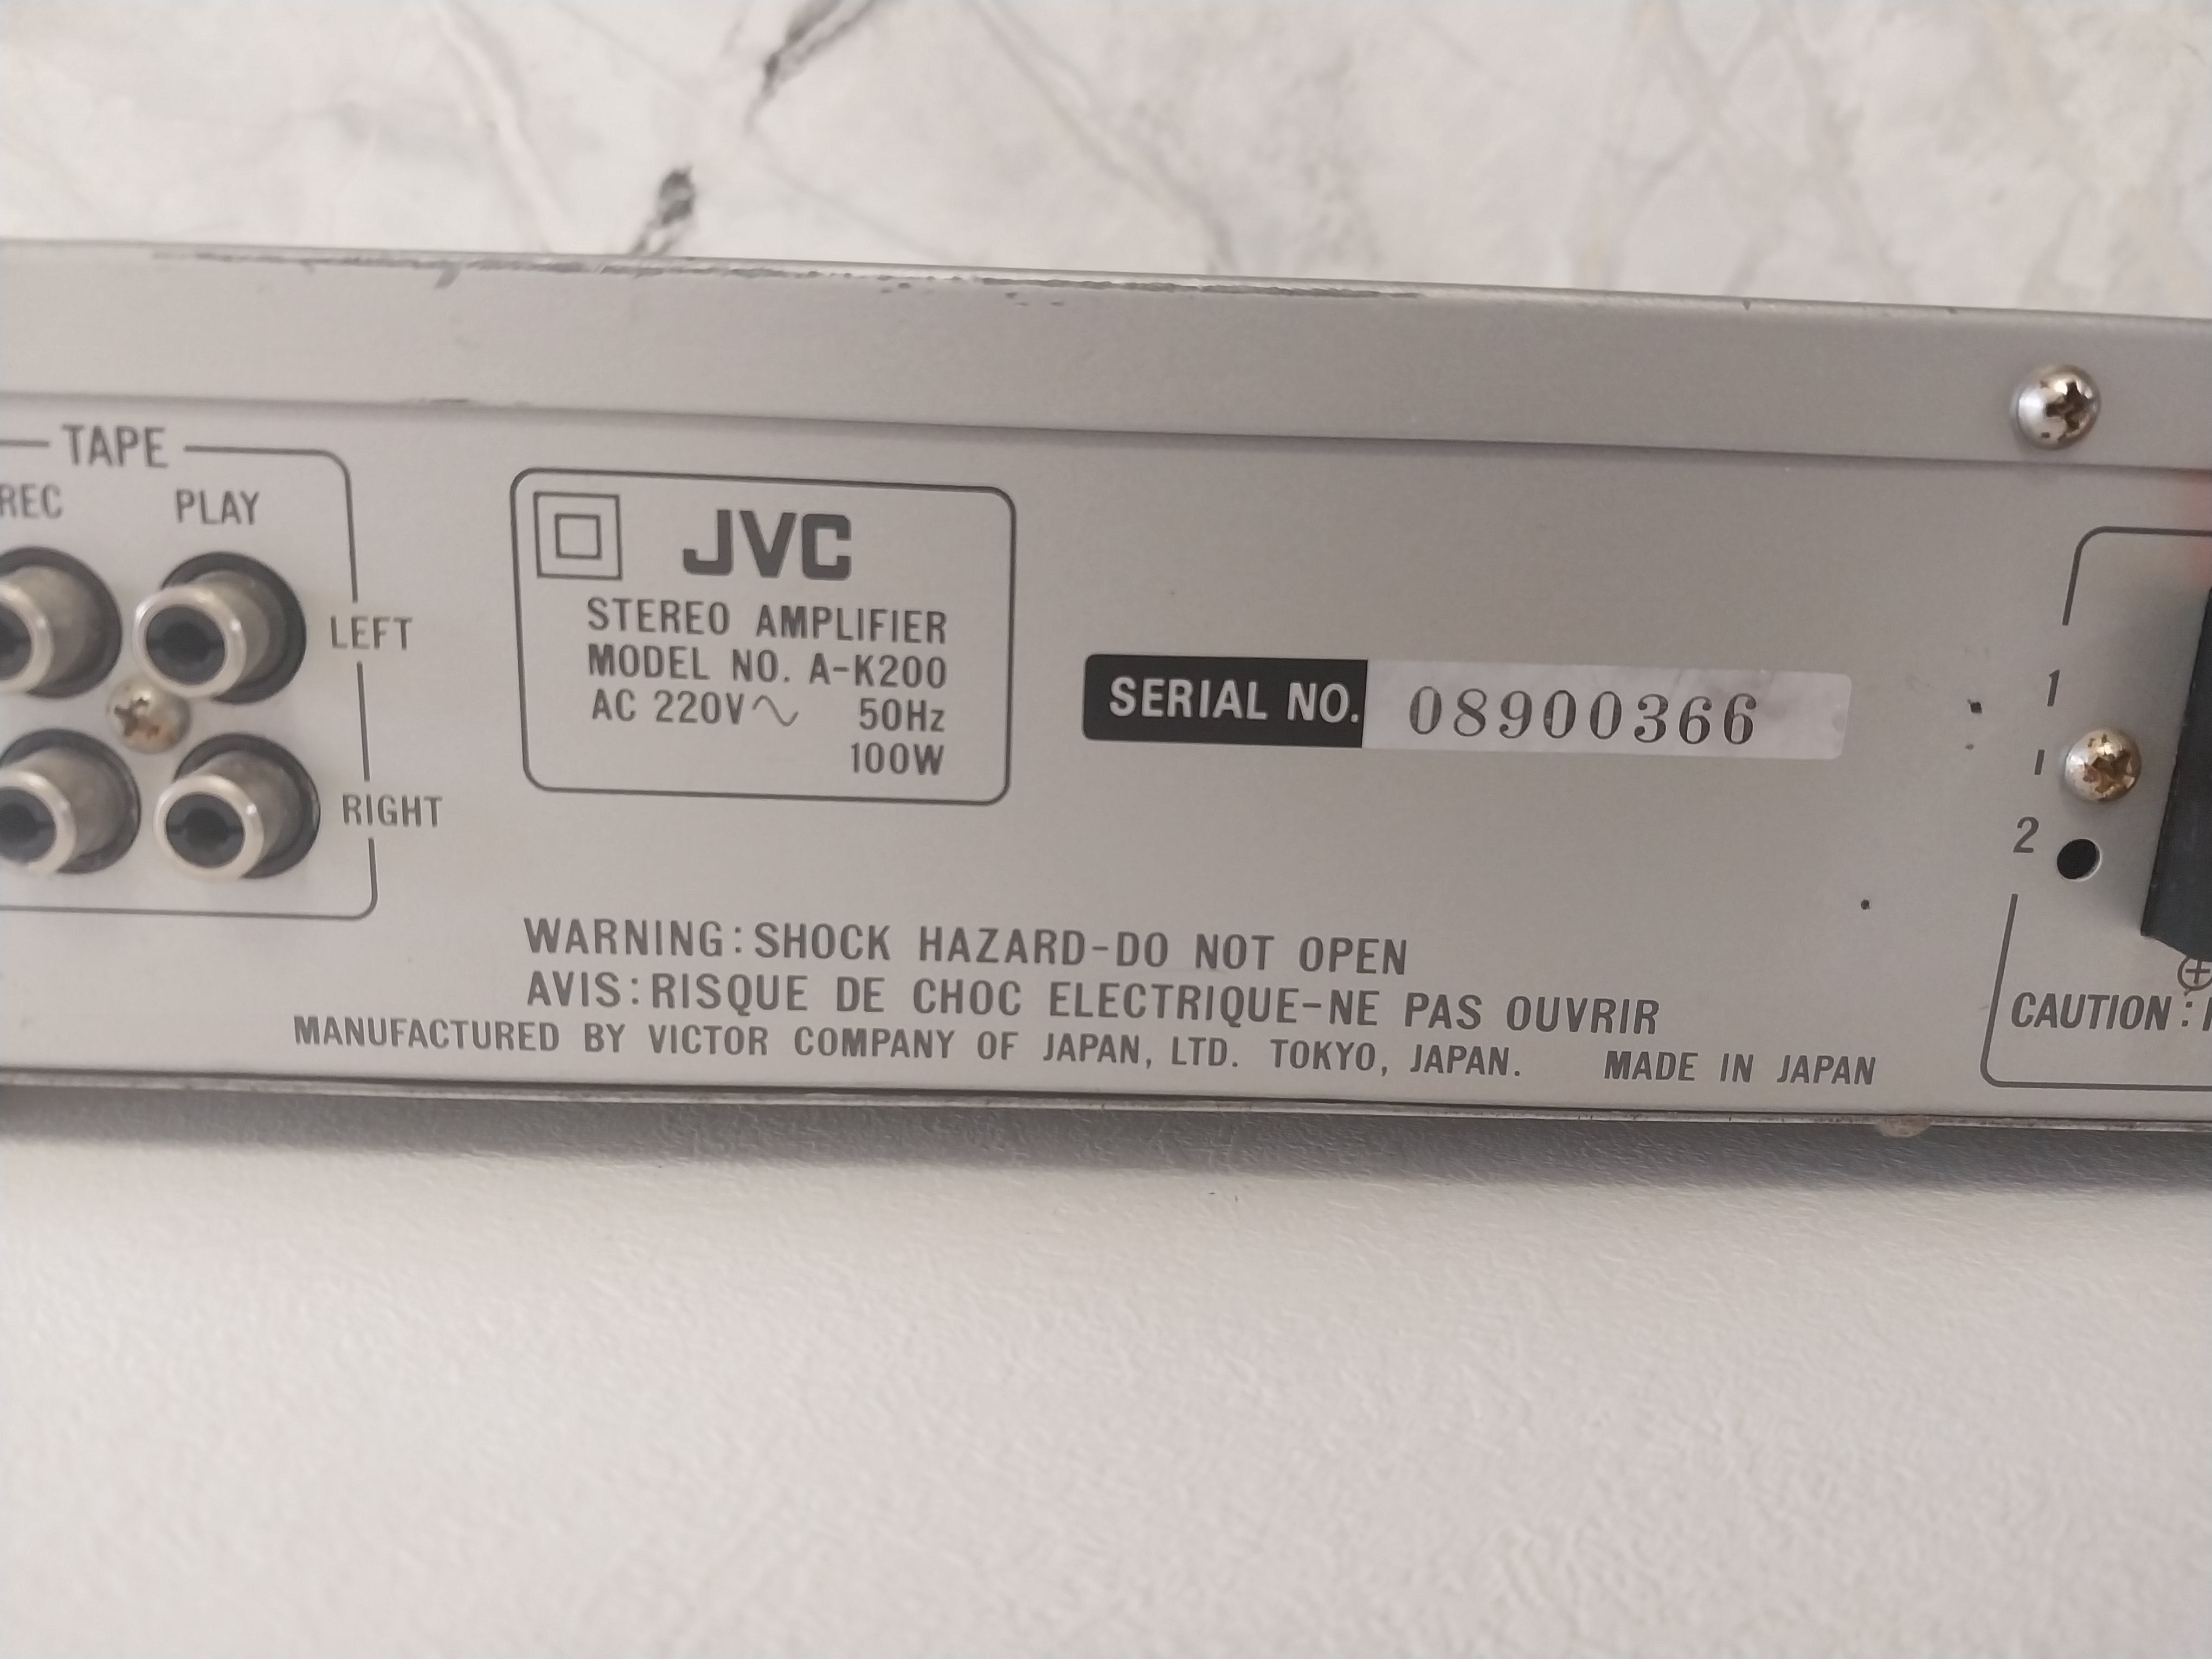 TAPE
REC PLAY
LEFT
RIGHT
JVC
STEREO AMPLIFIER
MODEL NO. A-K200
AC 220V∿ 50Hz
100W
SERIAL NO. 08900366
1
2
WARNING:SHOCK HAZARD-DO NOT OPEN
AVIS:RISQUE DE CHOC ELECTRIQUE-NE PAS OUVRIR
MANUFACTURED BY VICTOR COMPANY OF JAPAN, LTD. TOKYO, JAPAN. MADE IN JAPAN
CAUTION: